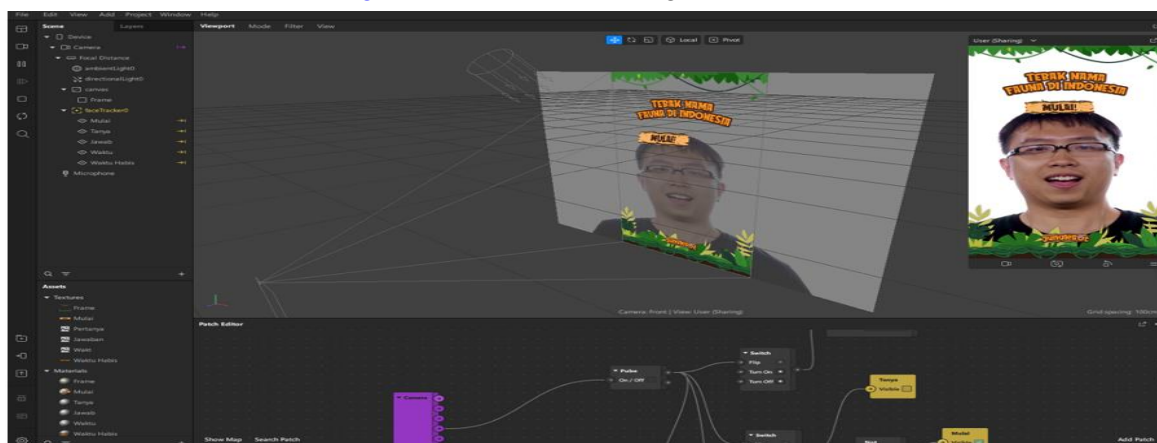 File Edit View Add Project Window Help
Scene Layers
Device
Camera
Focal Distance
ambientLight0
directionalLight0
canvas
Frame
faceTracker0
Mulai
Tanya
Jawab
Waktu
Waktu Habis
Microphone
Assets
Textures
Frame
Mulai
Pertanya
Jawaban
Wakt
Waktu Habis
Materials
Frame
Mulai
Tanya
Jawab
Waktu
Waktu Habis
Viewport Mode Filter View
Local Pivot
TEBAK NAMA
FAUNA DI INDONESIA
MULAI!
Camera: Front | View: User (Sharing)
Grid spacing: 100cm
User (Sharing)
TEBAK NAMA
FAUNA DI INDONESIA
MULAI!
Patch Editor
Camera
Pulse
On / Off
Switch
Flip
Turn On
Turn Off
Tanya
Visible
Switch
Not
Mulai
Visible
Show Map Search Patch
Add Patch